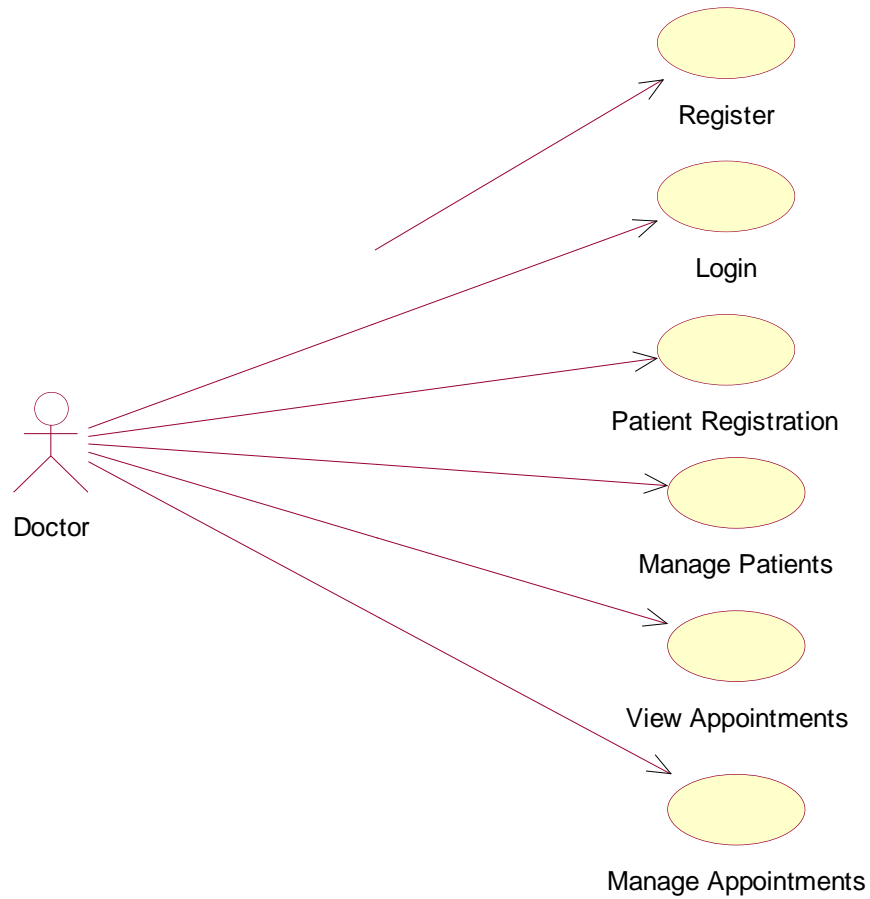 Register
Login
Patient Registration
Manage Patients
Doctor
View Appointments
Manage Appointments